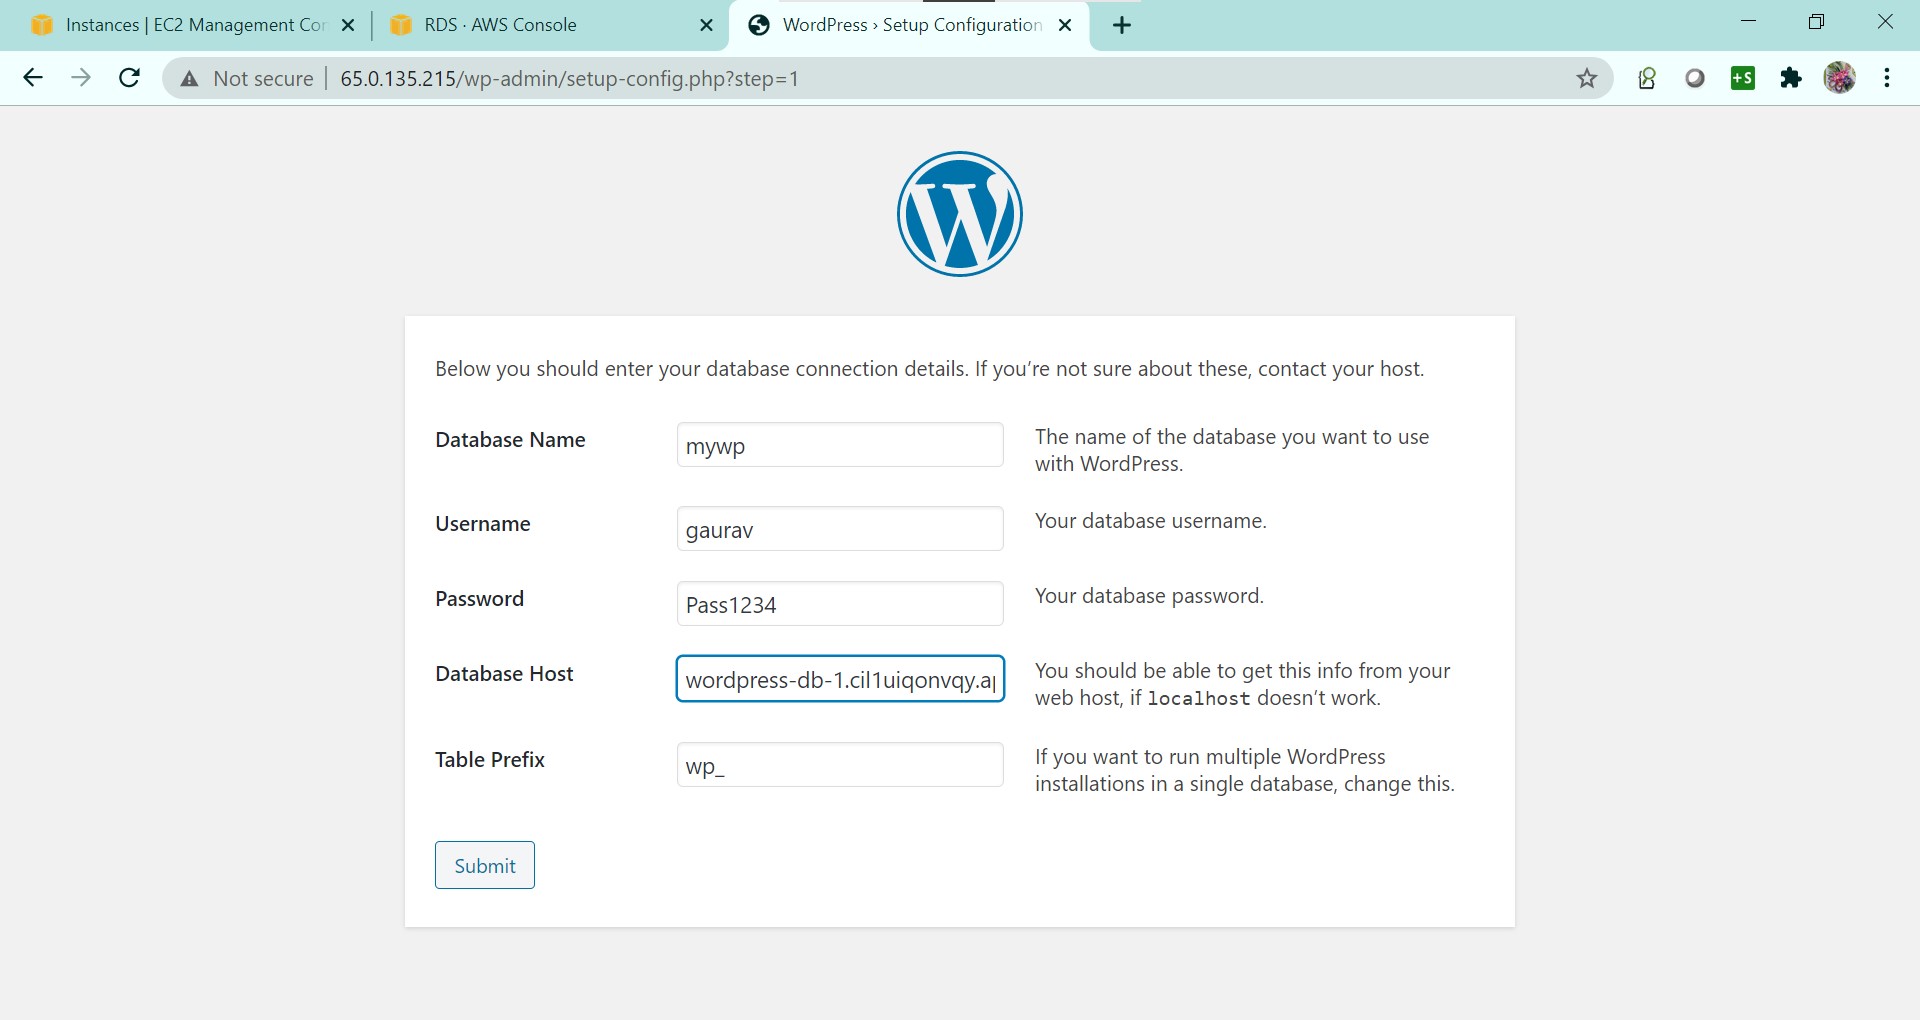 Instances | EC2 Management Con
RDS · AWS Console
WordPress › Setup Configuration
Not secure
65.0.135.215/wp-admin/setup-config.php?step=1
+S
Below you should enter your database connection details. If you’re not sure about these, contact your host.
Database Name
mywp
The name of the database you want to use
with WordPress.
Username
gaurav
Your database username.
Password
Pass1234
Your database password.
Database Host
wordpress-db-1.cil1uiqonvqy.a
You should be able to get this info from your
web host, if localhost doesn’t work.
Table Prefix
wp_
If you want to run multiple WordPress
installations in a single database, change this.
Submit